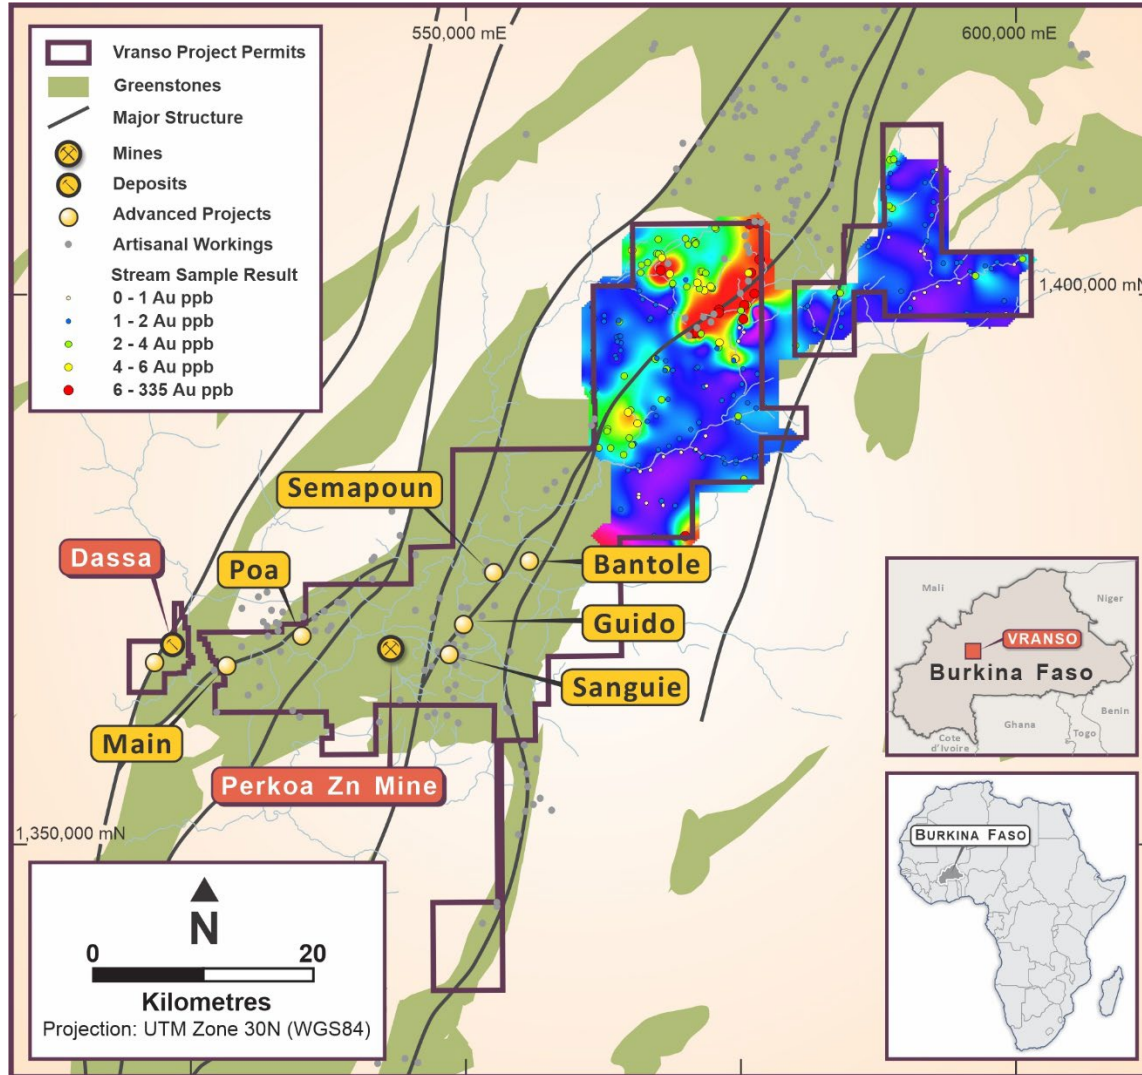 550,000 mE
600,000 mE
Vranso Project Permits
Greenstones
Major Structure
Mines
Deposits
Advanced Projects
Artisanal Workings
Stream Sample Result
0 - 1 Au ppb
1 - 2 Au ppb
2 - 4 Au ppb
4 - 6 Au ppb
6 - 335 Au ppb
1,400,000 mN
Semapoun
Dassa
Poa
Bantole
Guido
Sanguie
Main
Perkoa Zn Mine
1,350,000 mN
N
0 20
Kilometres
Projection: UTM Zone 30N (WGS84)
Mali
Niger
VRANSO
Burkina Faso
Benin
Ghana
Togo
Cote
d'Ivoire
BURKINA FASO